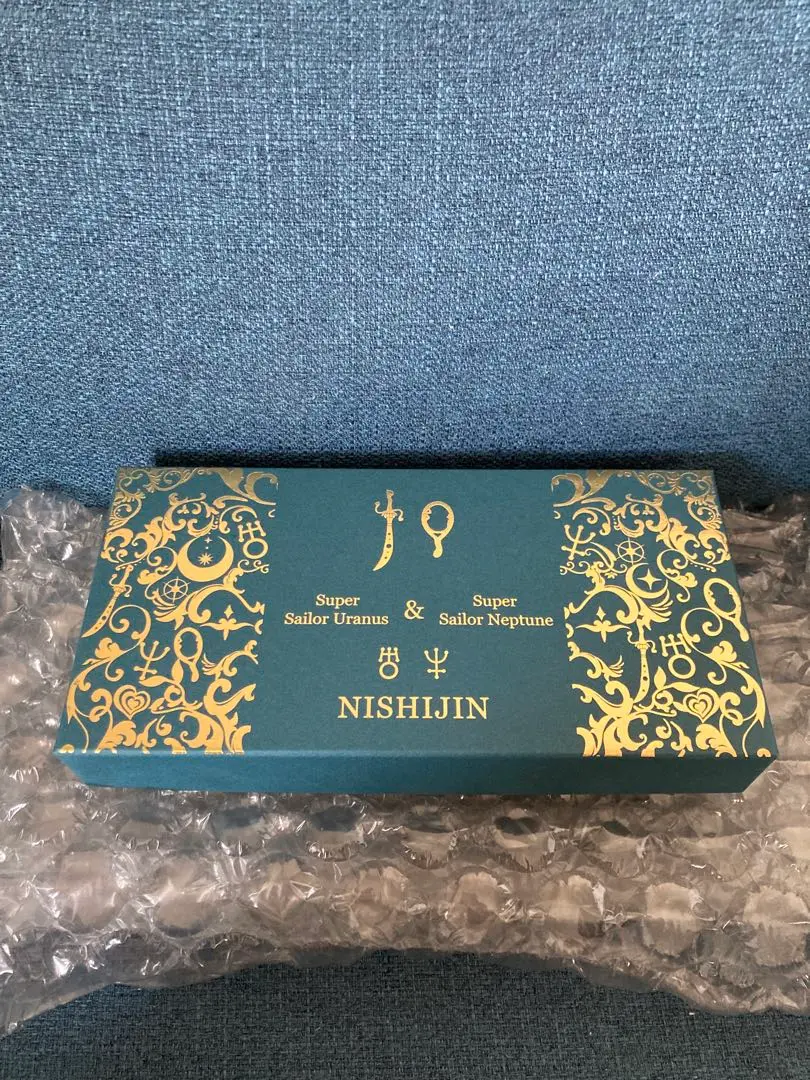 Super
Sailor Uranus
&
Super
Sailor Neptune
NISHIJIN